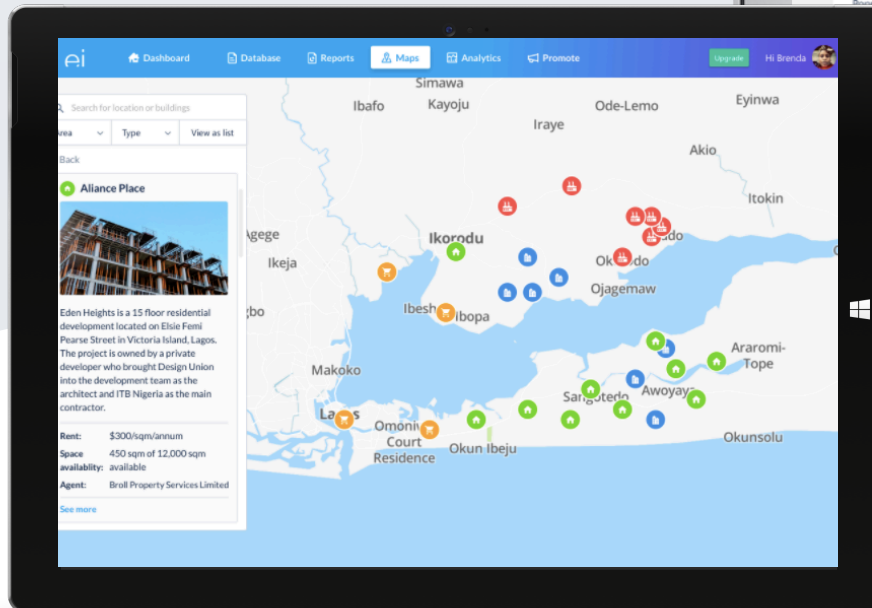 ei
Dashboard
Database
Reports
Maps
Analytics
Promote
Upgrade
Hi Brenda
Search for location or buildings
Area
Type
View as list
Back
Aliance Place
Eden Heights is a 15 floor residential
development located on Elsie Femi
Pearse Street in Victoria Island, Lagos.
The project is owned by a private
developer who brought Design Union
into the development team as the
architect and ITB Nigeria as the main
contractor.
Rent: $300/sqm/annum
Space 450 sqm of 12,000 sqm
availablity: available
Agent: Broll Property Services Limited
See more
Simawa
Ibafo
Kayoju
Ode-Lemo
Eyinwa
Iraye
Akio
Itokin
Agege
Ikorodu
Ikeja
Ojagemaw
Ibopa
Makoko
Araromi-
Tope
Sangotedo
Awoyaya
Court
Residence
Okun Ibeju
Okunsolu